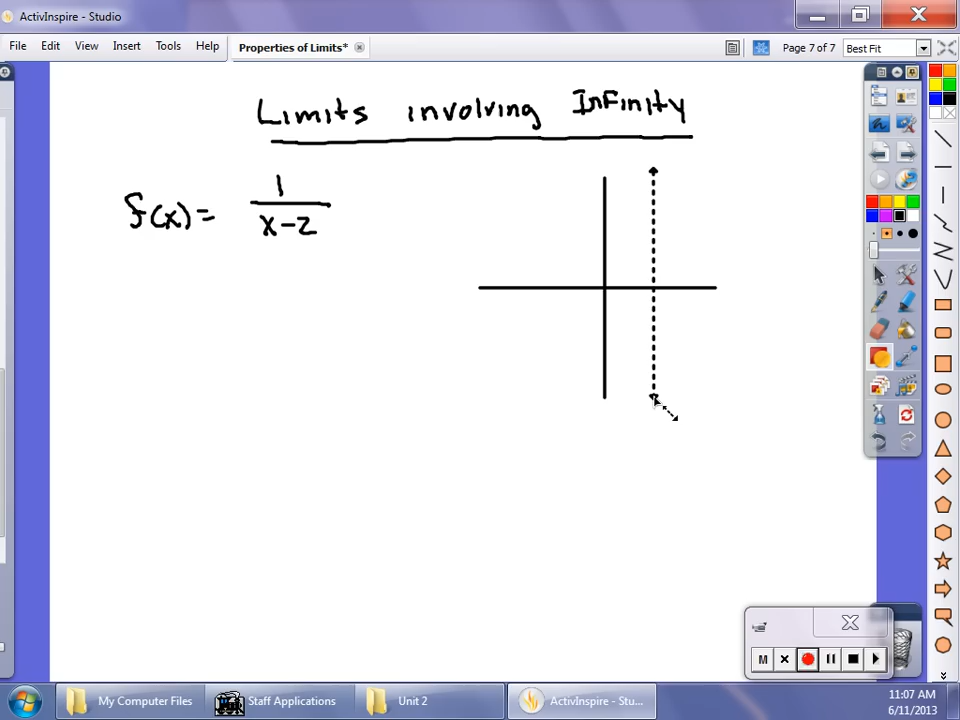 ActivInspire - Studio
File Edit View Insert Tools Help
Properties of Limits*
Page 7 of 7
Best Fit
Limits involving Infinity
f(x) = 1
x-2
M
My Computer Files
Staff Applications
Unit 2
ActivInspire - Stu...
11:07 AM
6/11/2013